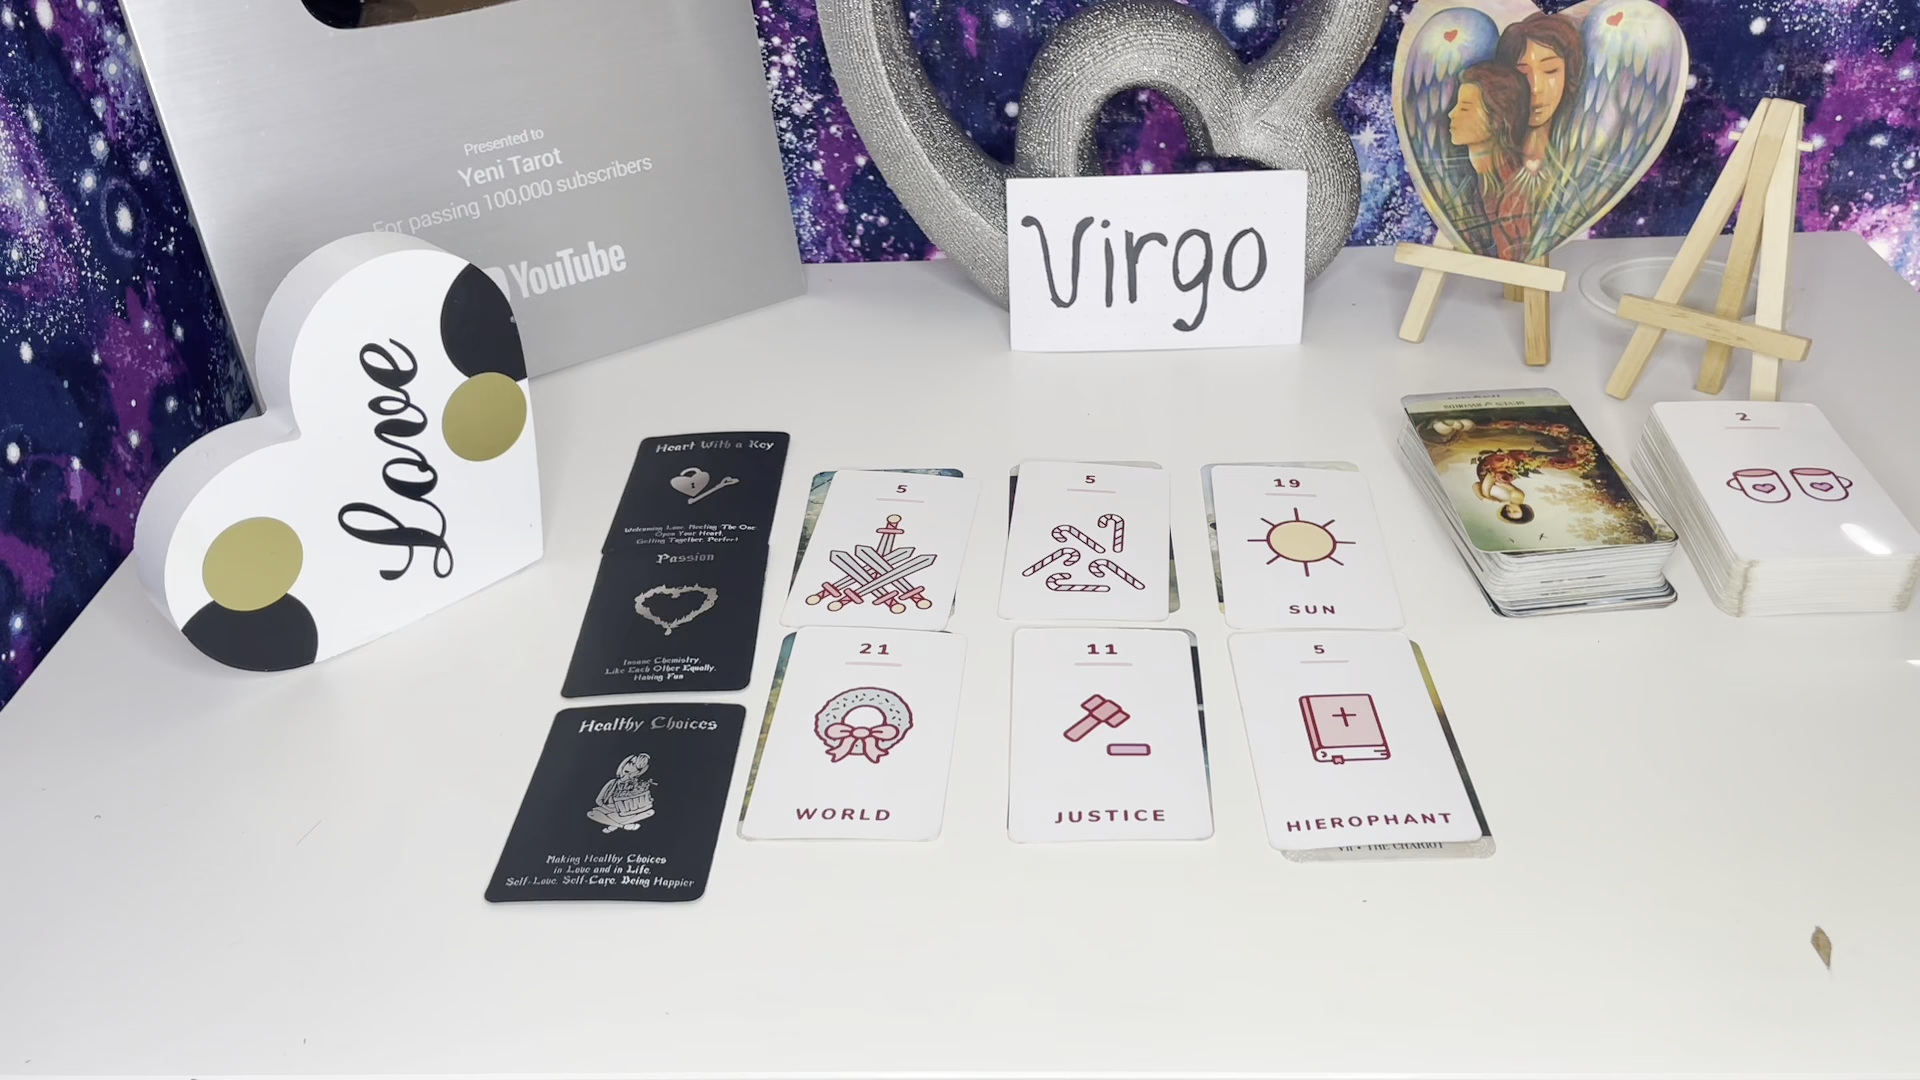 Presented to
Yeni Tarot
For passing 100,000 subscribers
YouTube
Love
Virgo
Heart With a Key
Welcoming Love, Meeting The One
Open Your Heart,
Getting Together, Perfect
Passion
Insane Chemistry,
Like Each Other Equally,
Having Fun
Healthy Choices
Making Healthy Choices
in Love and in Life.
Self-Love, Self-Care, Being Happier
5
5
19
SUN
21
WORLD
11
JUSTICE
5
HIEROPHANT
VII • THE CHARIOT
2